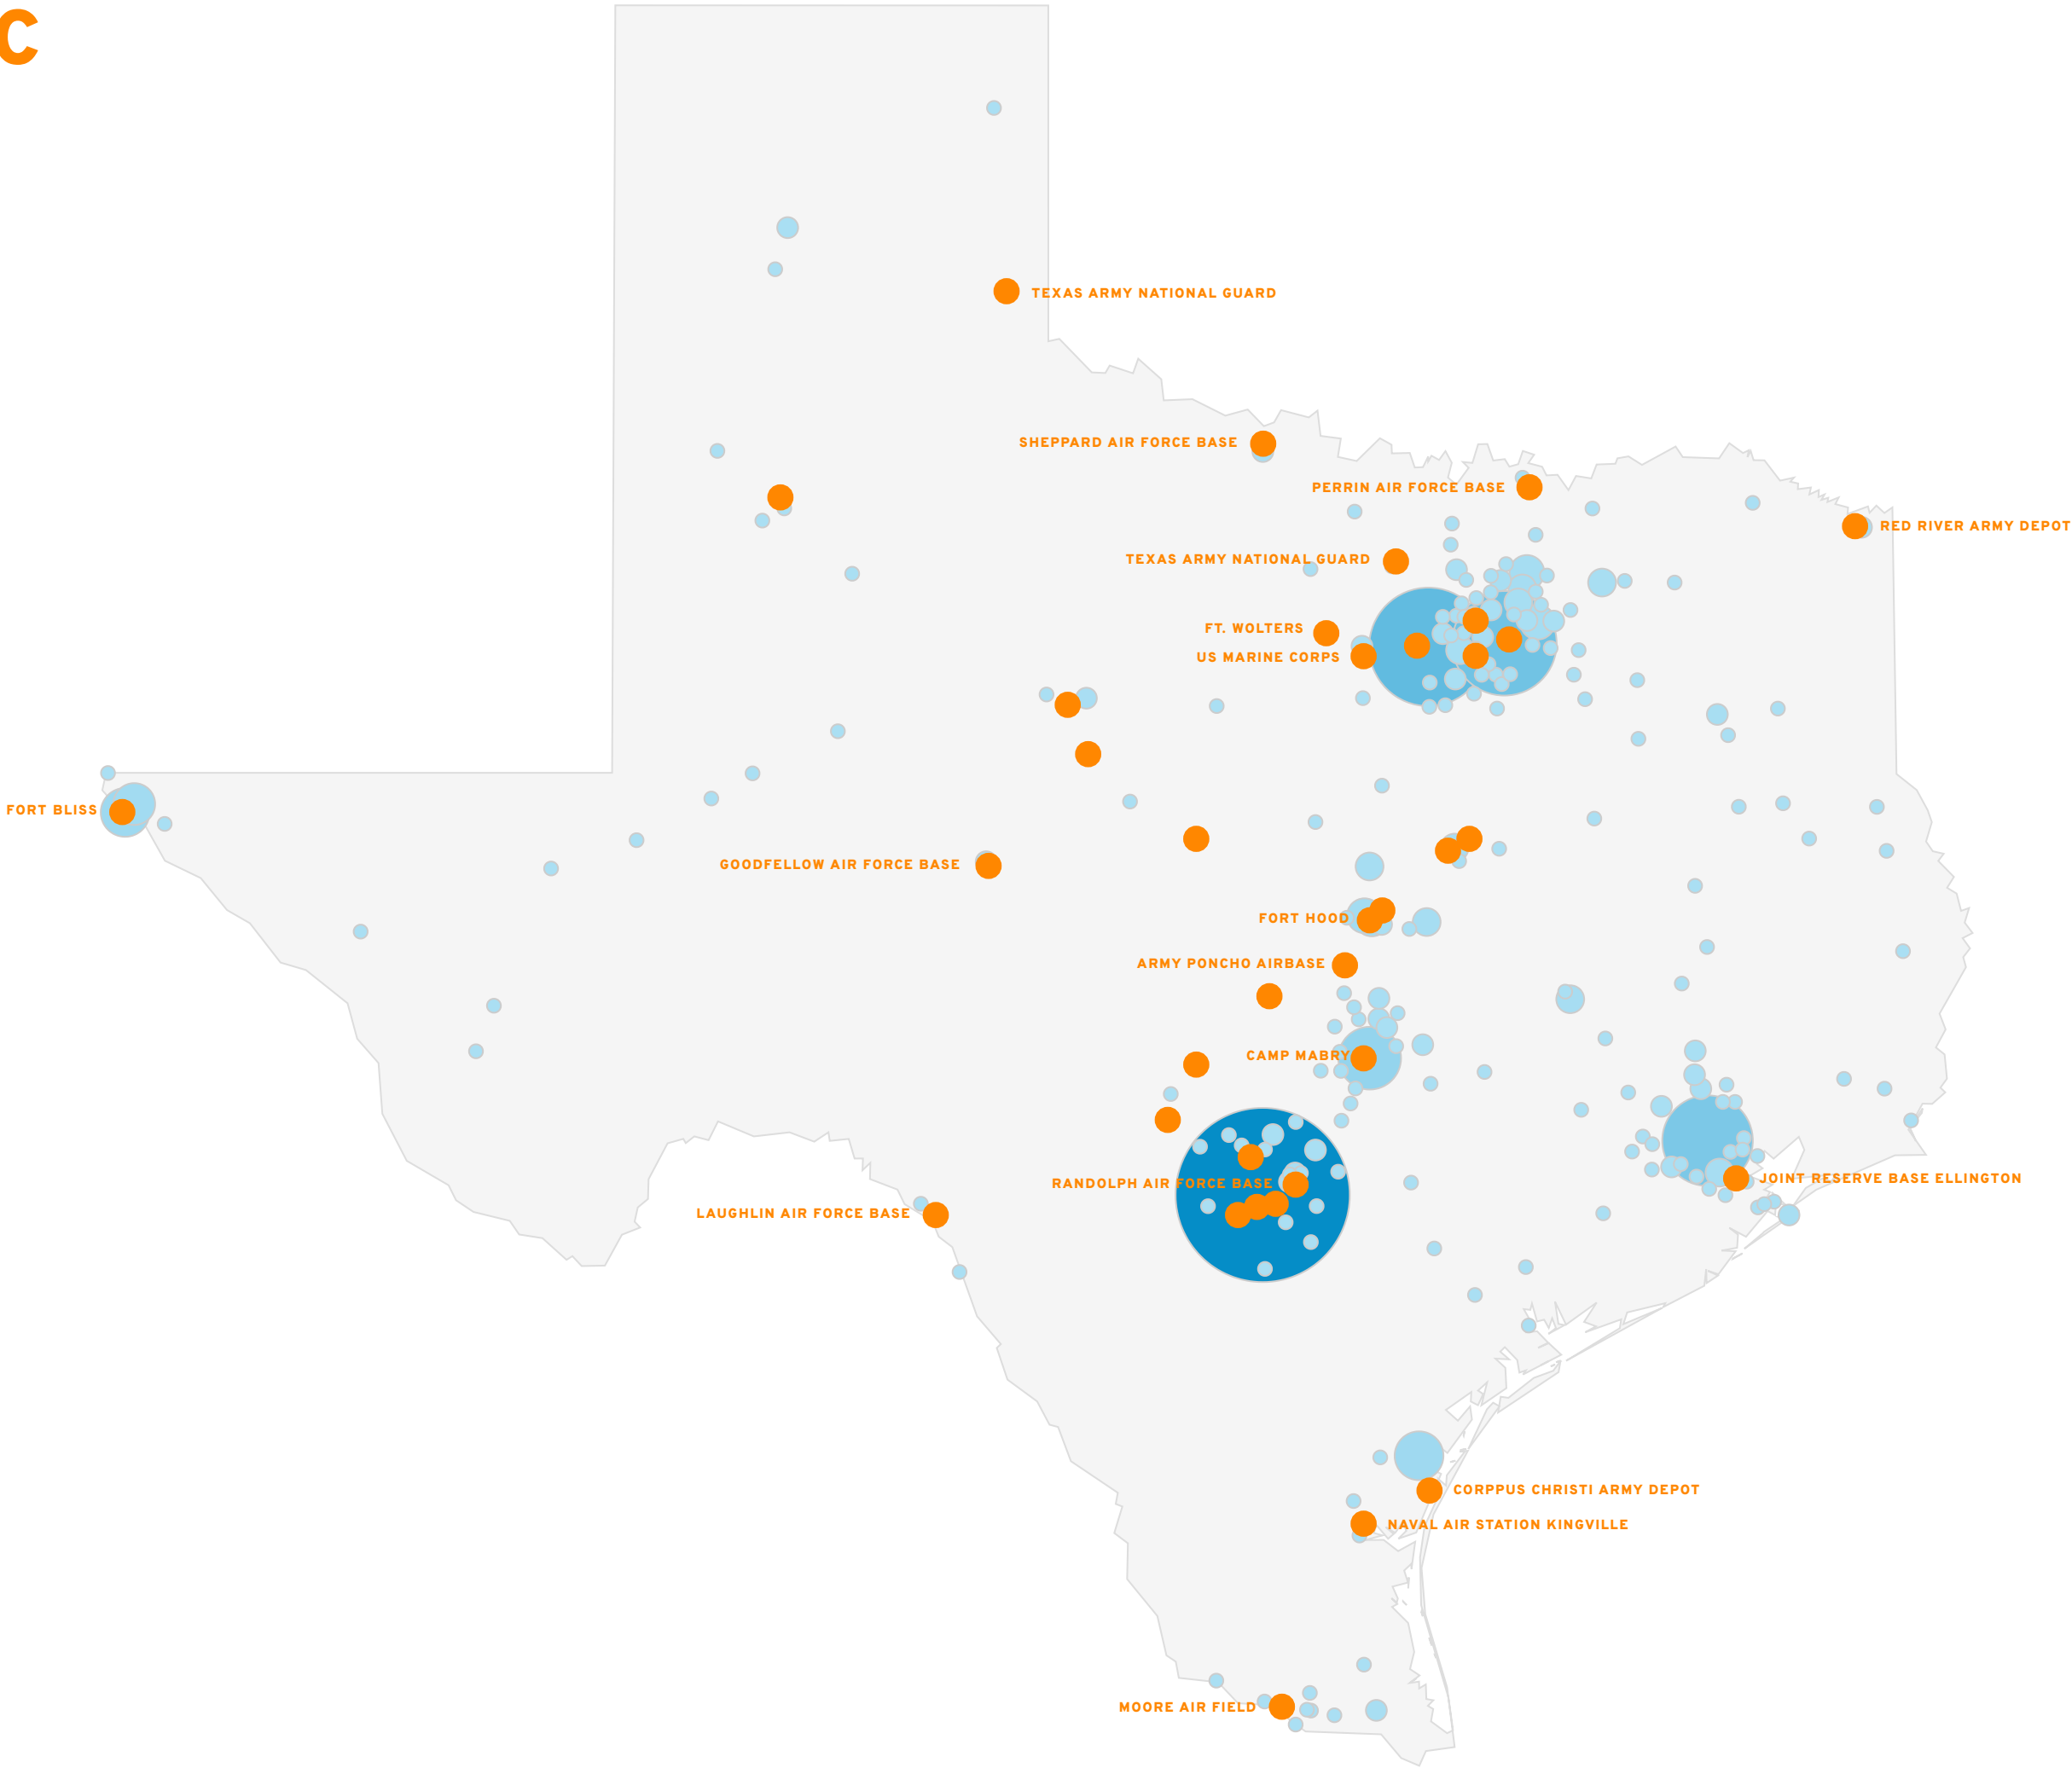 C
TEXAS ARMY NATIONAL GUARD
SHEPPARD AIR FORCE BASE
PERRIN AIR FORCE BASE
RED RIVER ARMY DEPOT
TEXAS ARMY NATIONAL GUARD
FT. WOLTERS
US MARINE CORPS
FORT BLISS
GOODFELLOW AIR FORCE BASE
FORT HOOD
ARMY PONCHO AIRBASE
CAMP MABRY
JOINT RESERVE BASE ELLINGTON
RANDOLPH AIR FORCE BASE
LAUGHLIN AIR FORCE BASE
CORPPUS CHRISTI ARMY DEPOT
NAVAL AIR STATION KINGVILLE
MOORE AIR FIELD